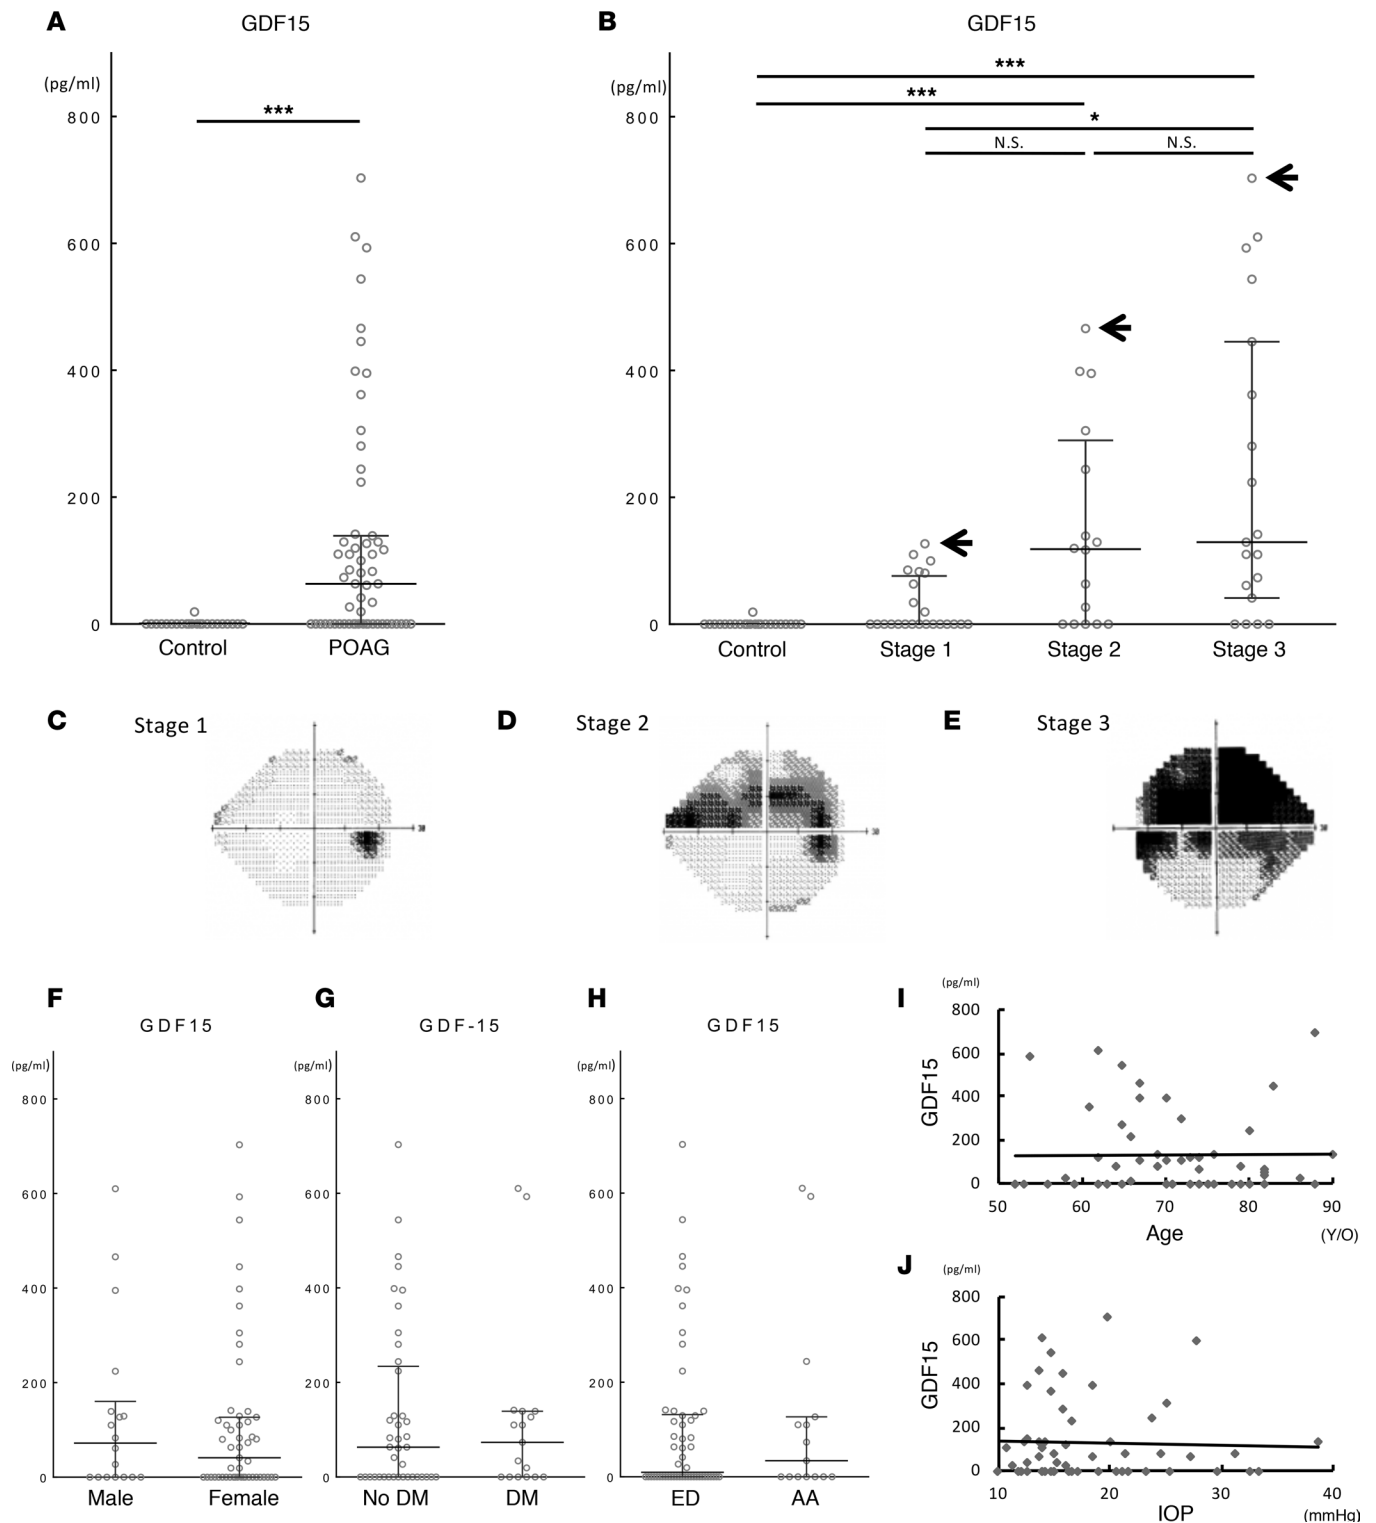 A
GDF15
(pg/ml)
***
800
600
400
200
0
Control
POAG
B
GDF15
(pg/ml)
***
***
*
N.S.
N.S.
800
600
400
200
0
Control
Stage 1
Stage 2
Stage 3
C
Stage 1
30
D
Stage 2
30
E
Stage 3
30
F
GDF15
(pg/ml)
800
600
400
200
0
Male
Female
G
GDF-15
(pg/ml)
800
600
400
200
0
No DM
DM
H
GDF15
(pg/ml)
800
600
400
200
0
ED
AA
I
(pg/ml)
GDF15
800
600
400
200
0
50
60
70
80
90
Age
(Y/O)
J
(pg/ml)
GDF15
800
600
400
200
0
10
20
30
40
IOP
(mmHg)